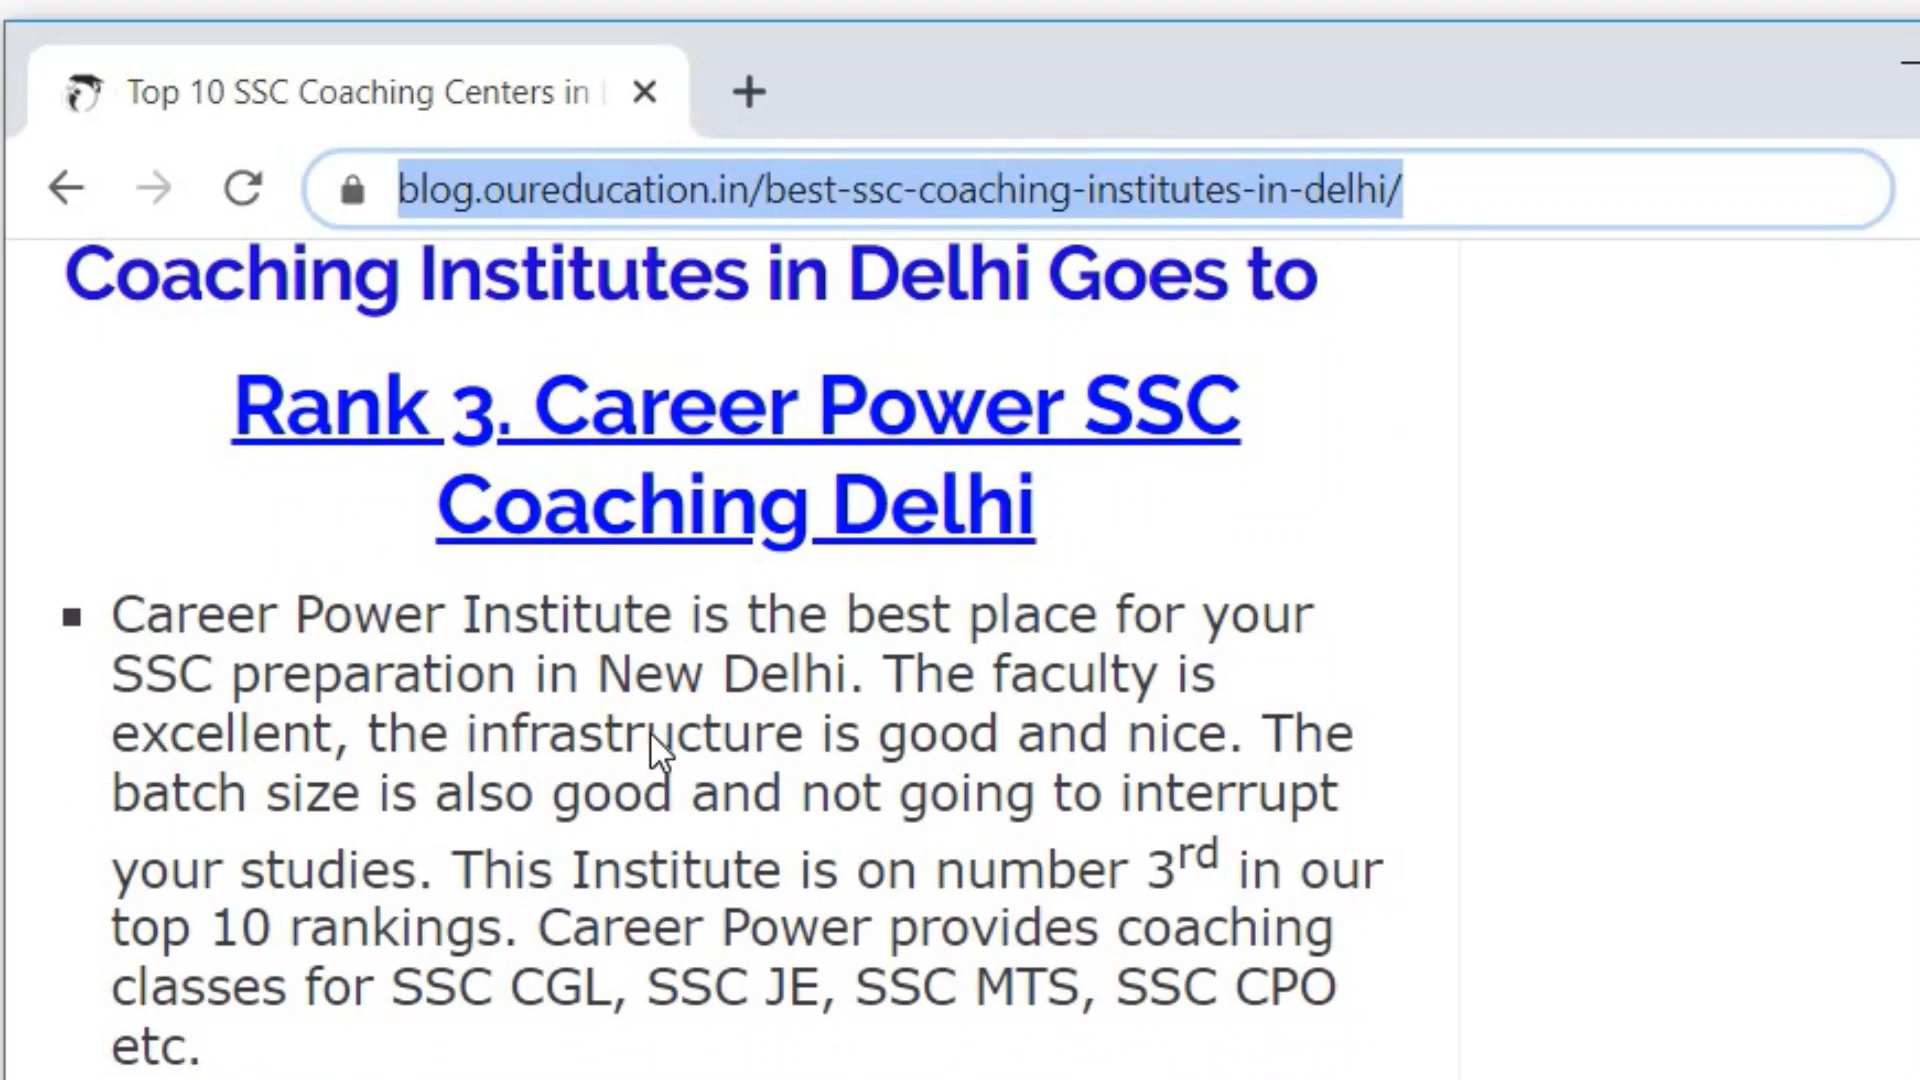 Top 10 SSC Coaching Centers in
blog.oureducation.in/best-ssc-coaching-institutes-in-delhi/
Coaching Institutes in Delhi Goes to
Rank 3. Career Power SSC
Coaching Delhi
Career Power Institute is the best place for your
SSC preparation in New Delhi. The faculty is
excellent, the infrastructure is good and nice. The
batch size is also good and not going to interrupt
your studies. This Institute is on number 3rd in our
top 10 rankings. Career Power provides coaching
classes for SSC CGL, SSC JE, SSC MTS, SSC CPO
etc.